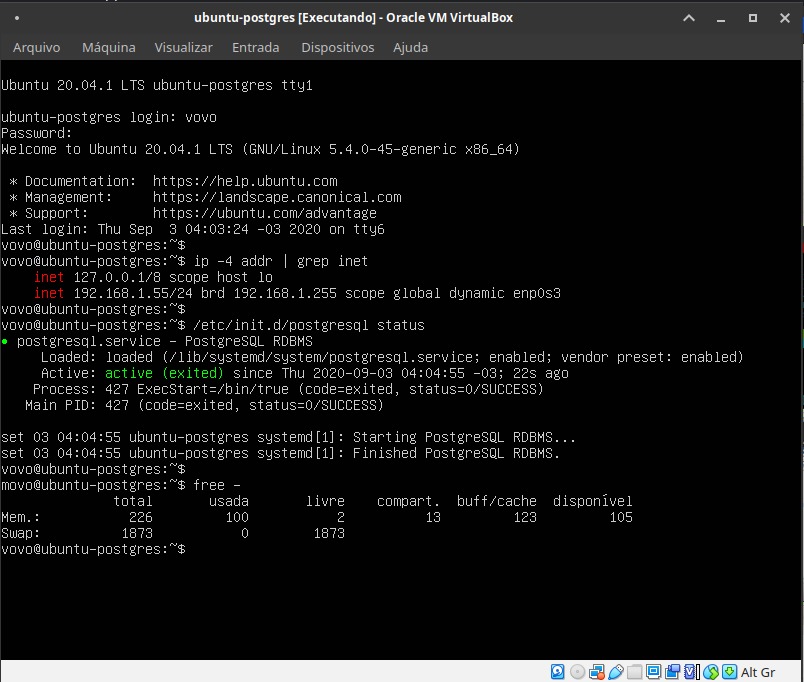 ubuntu-postgres [Executando] - Oracle VM VirtualBox
Arquivo Máquina Visualizar Entrada Dispositivos Ajuda
Ubuntu 20.04.1 LTS ubuntu-postgres tty1
ubuntu-postgres login: vovo
Password:
Welcome to Ubuntu 20.04.1 LTS (GNU/Linux 5.4.0-45-generic x86_64)
* Documentation: https://help.ubuntu.com
* Management: https://landscape.canonical.com
* Support: https://ubuntu.com/advantage
Last login: Thu Sep 3 04:03:24 -03 2020 on tty6
vovo@ubuntu-postgres:~$
vovo@ubuntu-postgres:~$ ip -4 addr | grep inet
inet 127.0.0.1/8 scope host lo
inet 192.168.1.55/24 brd 192.168.1.255 scope global dynamic enp0s3
vovo@ubuntu-postgres:~$
vovo@ubuntu-postgres:~$ /etc/init.d/postgresql status
● postgresql.service - PostgreSQL RDBMS
Loaded: loaded (/lib/systemd/system/postgresql.service; enabled; vendor preset: enabled)
Active: active (exited) since Thu 2020-09-03 04:04:55 -03; 22s ago
Process: 427 ExecStart=/bin/true (code=exited, status=0/SUCCESS)
Main PID: 427 (code=exited, status=0/SUCCESS)
set 03 04:04:55 ubuntu-postgres systemd[1]: Starting PostgreSQL RDBMS...
set 03 04:04:55 ubuntu-postgres systemd[1]: Finished PostgreSQL RDBMS.
vovo@ubuntu-postgres:~$
movo@ubuntu-postgres:~$ free -
total usada livre compart. buff/cache disponível
Mem.: 226 100 2 13 123 105
Swap: 1873 0 1873
vovo@ubuntu-postgres:~$
Alt Gr